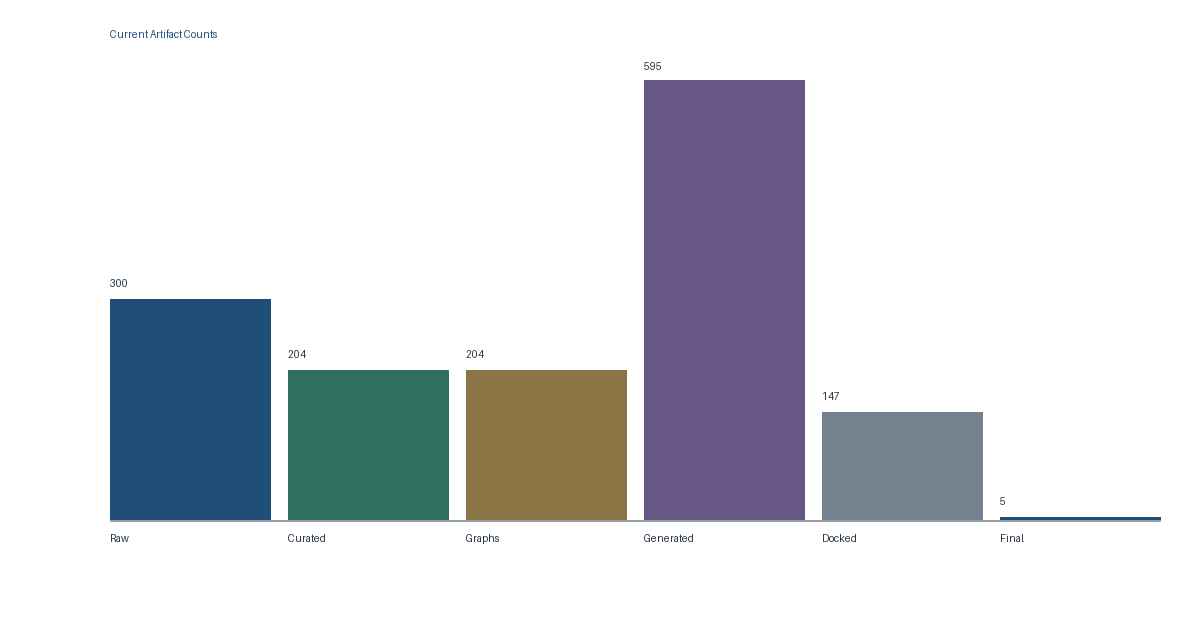 Current Artifact Counts
595
300
204
204
147
5
Raw
Curated
Graphs
Generated
Docked
Final